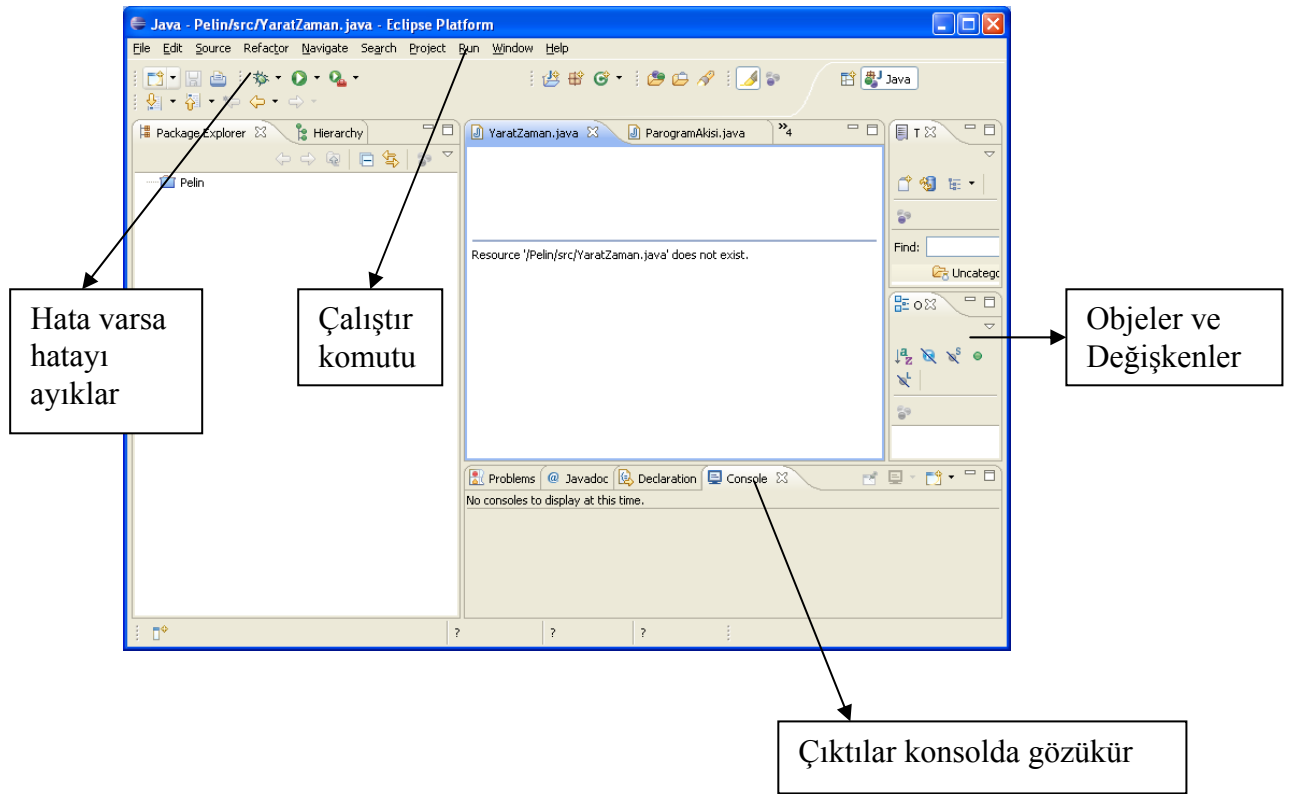 Java - Pelin/src/YaratZaman.java - Eclipse Platform
File Edit Source Refactor Navigate Search Project Run Window Help
Java
Package Explorer Hierarchy
YaratZaman.java ParogramAkisi.java »4
T
Pelin
Resource '/Pelin/src/YaratZaman.java' does not exist.
Find:
Uncatego
O
Hata varsa
hatayı
ayıklar
Çalıştır
komutu
Objeler ve
Değişkenler
Problems @ Javadoc Declaration Console
No consoles to display at this time.
? ? ?
Çıktılar konsolda gözükür